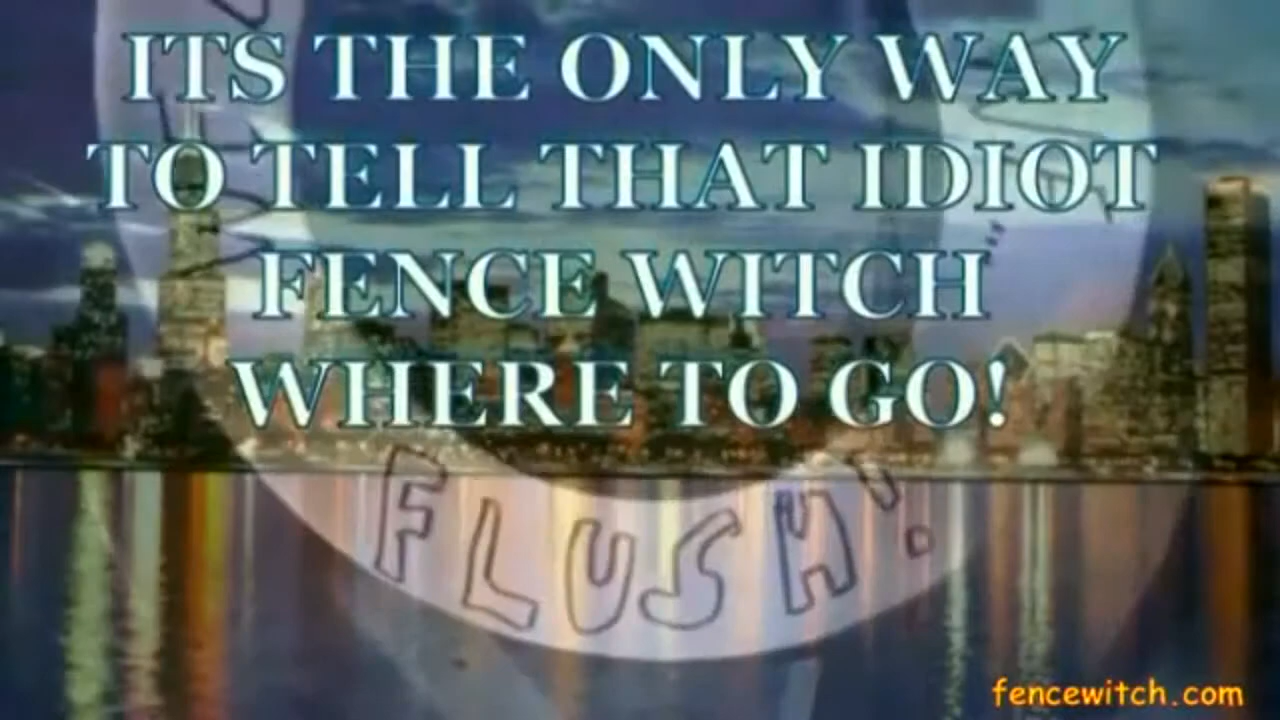 ITS THE ONLY WAY
TO TELL THAT IDIOT
FENCE WITCH
WHERE TO GO!
FLUSH!
fencewitch.com